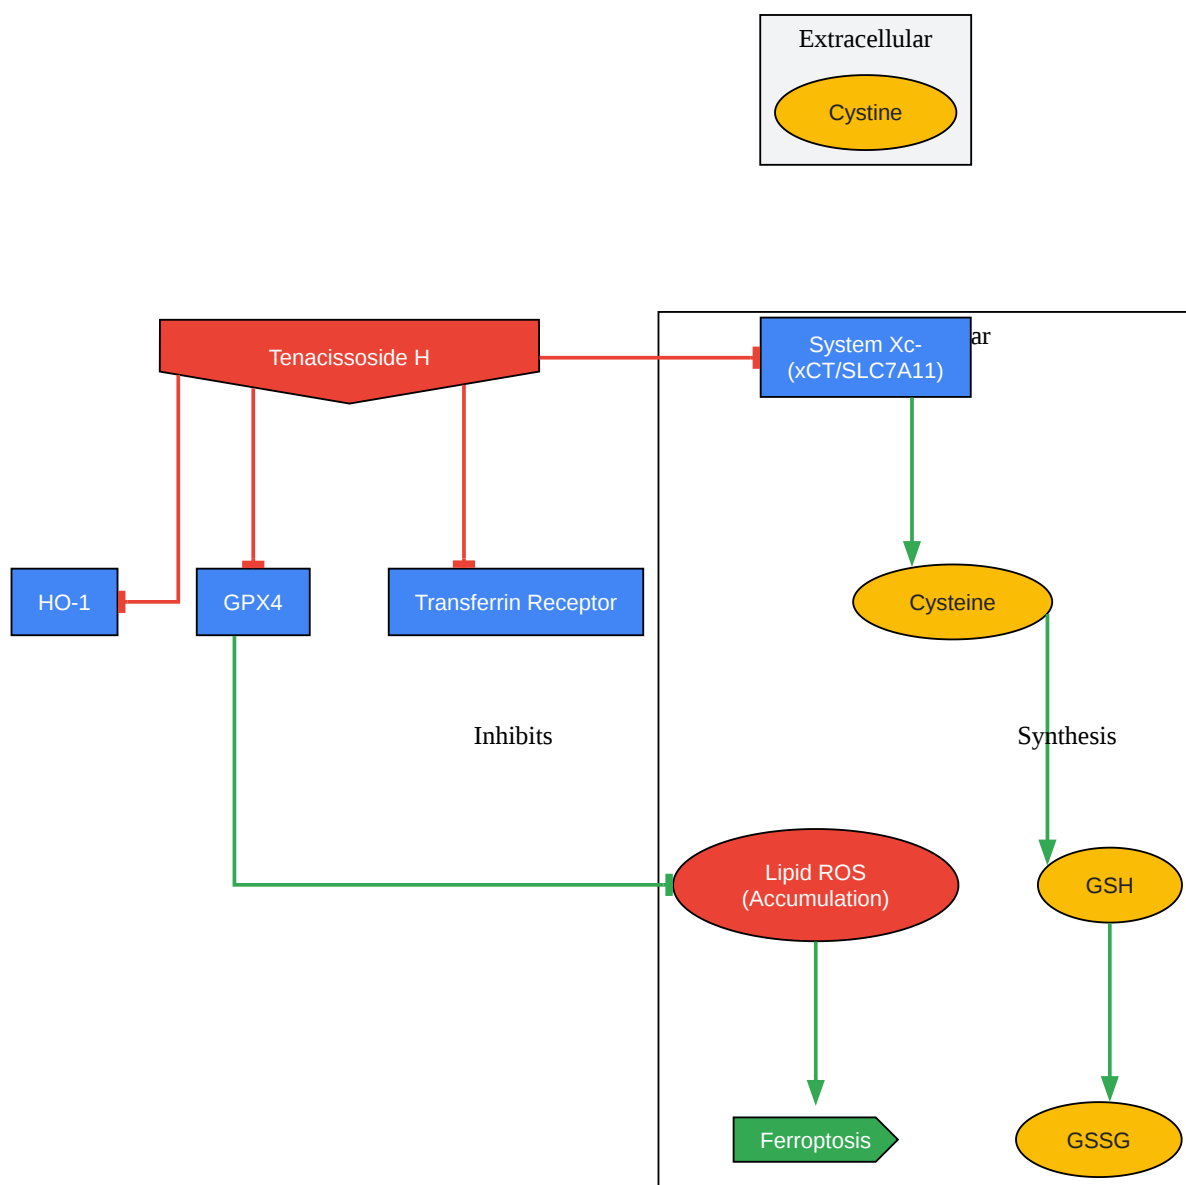 Extracellular
Cystine
Tenacissoside H
System Xc-
(xCT/SLC7A11)
ar
HO-1
GPX4
Transferrin Receptor
Cysteine
Inhibits
Synthesis
Lipid ROS
(Accumulation)
GSH
Ferroptosis
GSSG